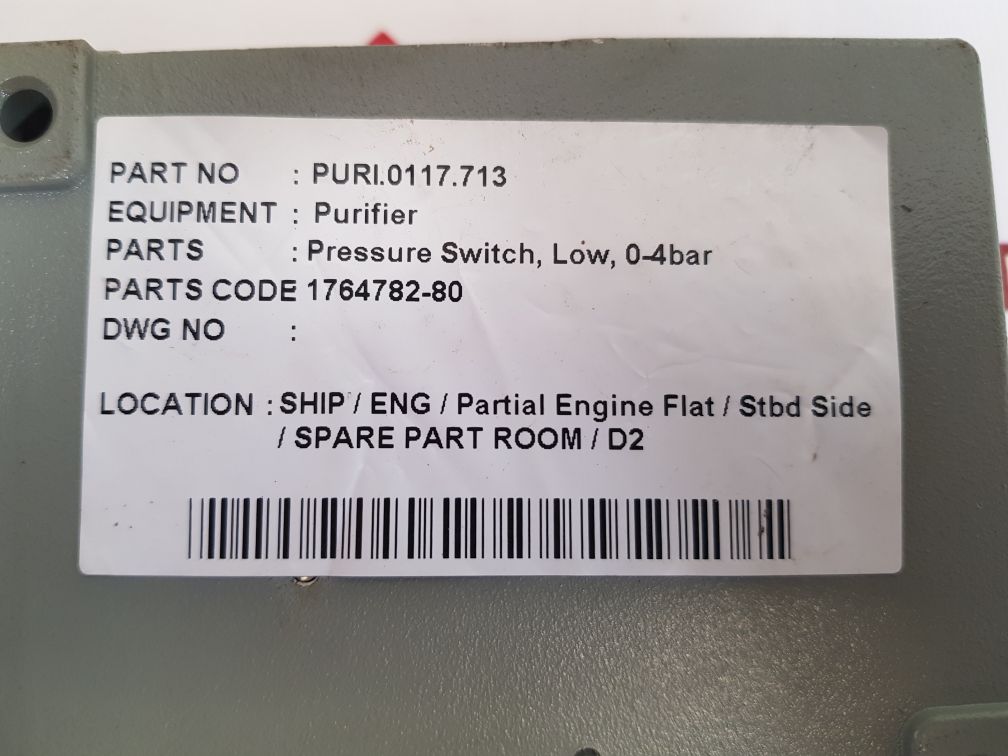 PART NO : PURI.0117.713
EQUIPMENT : Purifier
PARTS : Pressure Switch, Low, 0-4bar
PARTS CODE 1764782-80
DWG NO :
LOCATION : SHIP / ENG / Partial Engine Flat / Stbd Side
/ SPARE PART ROOM / D2